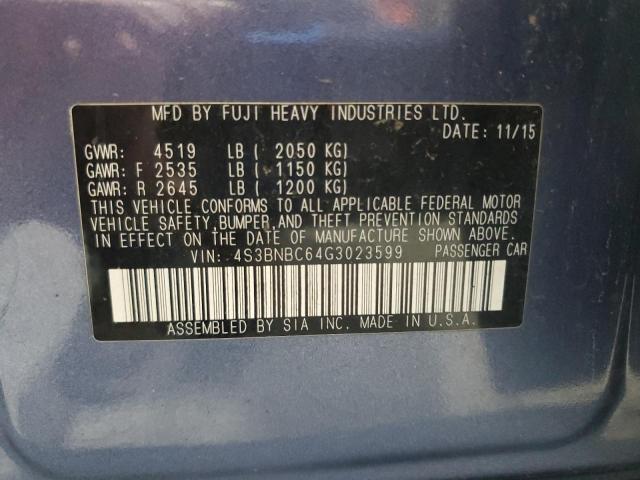 MFD BY FUJI HEAVY INDUSTRIES LTD.
DATE: 11/15
GVWR: 4519 LB ( 2050 KG)
GAWR: F 2535 LB ( 1150 KG)
GAWR: R 2645 LB ( 1200 KG)
THIS VEHICLE CONFORMS TO ALL APPLICABLE FEDERAL MOTOR
VEHICLE SAFETY,BUMPER,AND THEFT PREVENTION STANDARDS
IN EFFECT ON THE DATE OF MANUFACTURE SHOWN ABOVE.
VIN: 4S3BNBC64G3023599 PASSENGER CAR
ASSEMBLED BY SIA INC. MADE IN U.S.A.